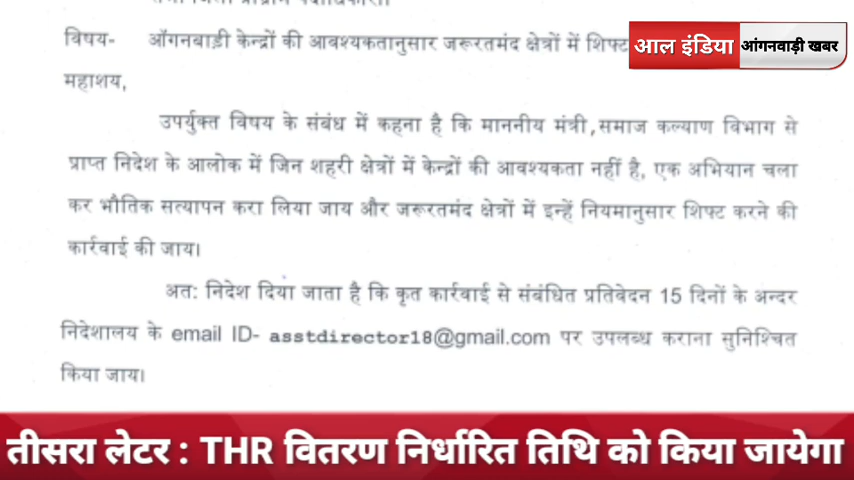 विषय- ऑगनबाड़ी केन्द्रों की आवश्यकतानुसार जरूरतमंद क्षेत्रों में शिफ्ट
आल इंडिया आंगनवाड़ी खबर
महाशय,
उपर्युक्त विषय के संबंध में कहना है कि माननीय मंत्री,समाज कल्याण विभाग से
प्राप्त निदेश के आलोक में जिन शहरी क्षेत्रों में केन्द्रों की आवश्यकता नहीं है, एक अभियान चला
कर भौतिक सत्यापन करा लिया जाय और जरूरतमंद क्षेत्रों में इन्हें नियमानुसार शिफ्ट करने की
कार्रवाई की जाय।
अतः निदेश दिया जाता है कि कृत कार्रवाई से संबंधित प्रतिवेदन 15 दिनों के अन्दर
निदेशालय के email ID- asstdirector18@gmail.com पर उपलब्ध कराना सुनिश्चित
किया जाय।
तीसरा लेटर : THR वितरण निर्धारित तिथि को किया जायेगा